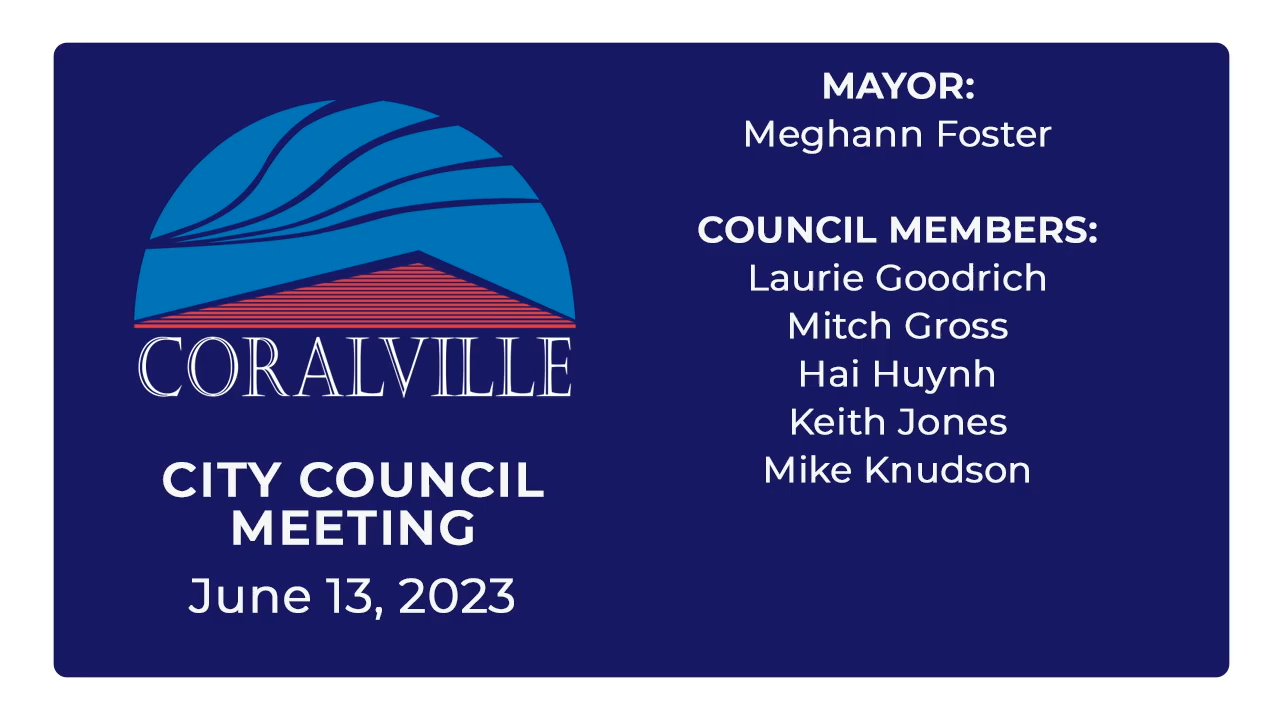 CORALVILLE
CITY COUNCIL
MEETING
June 13, 2023
MAYOR:
Meghann Foster
COUNCIL MEMBERS:
Laurie Goodrich
Mitch Gross
Hai Huynh
Keith Jones
Mike Knudson